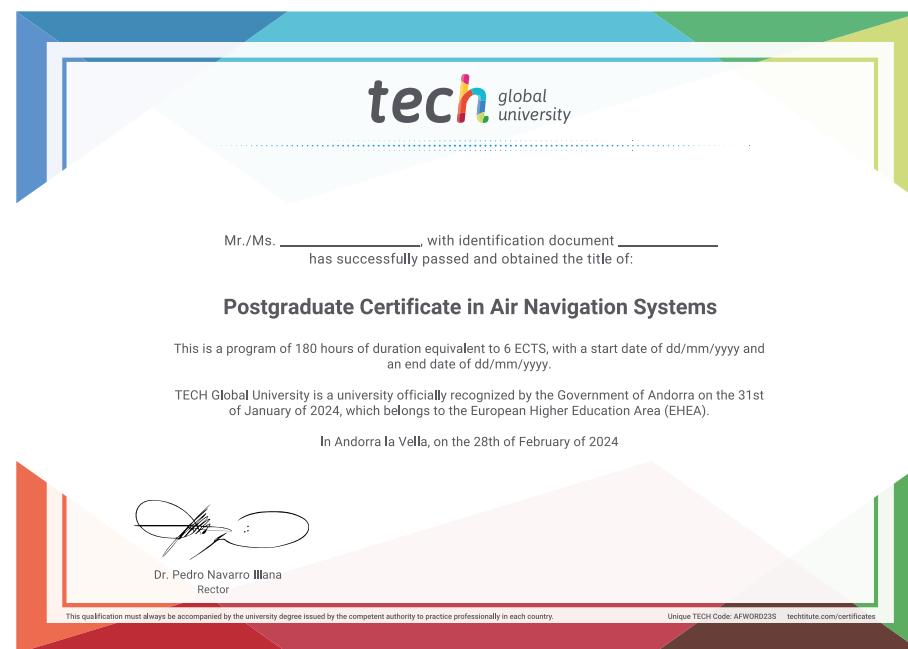 tech global university
Mr./Ms. ____________________, with identification document ______________
has successfully passed and obtained the title of:
Postgraduate Certificate in Air Navigation Systems
This is a program of 180 hours of duration equivalent to 6 ECTS, with a start date of dd/mm/yyyy and
an end date of dd/mm/yyyy.
TECH Global University is a university officially recognized by the Government of Andorra on the 31st
of January of 2024, which belongs to the European Higher Education Area (EHEA).
In Andorra la Vella, on the 28th of February of 2024
Dr. Pedro Navarro Illana
Rector
This qualification must always be accompanied by the university degree issued by the competent authority to practice professionally in each country.
Unique TECH Code: AFWORD23S techtitute.com/certificates